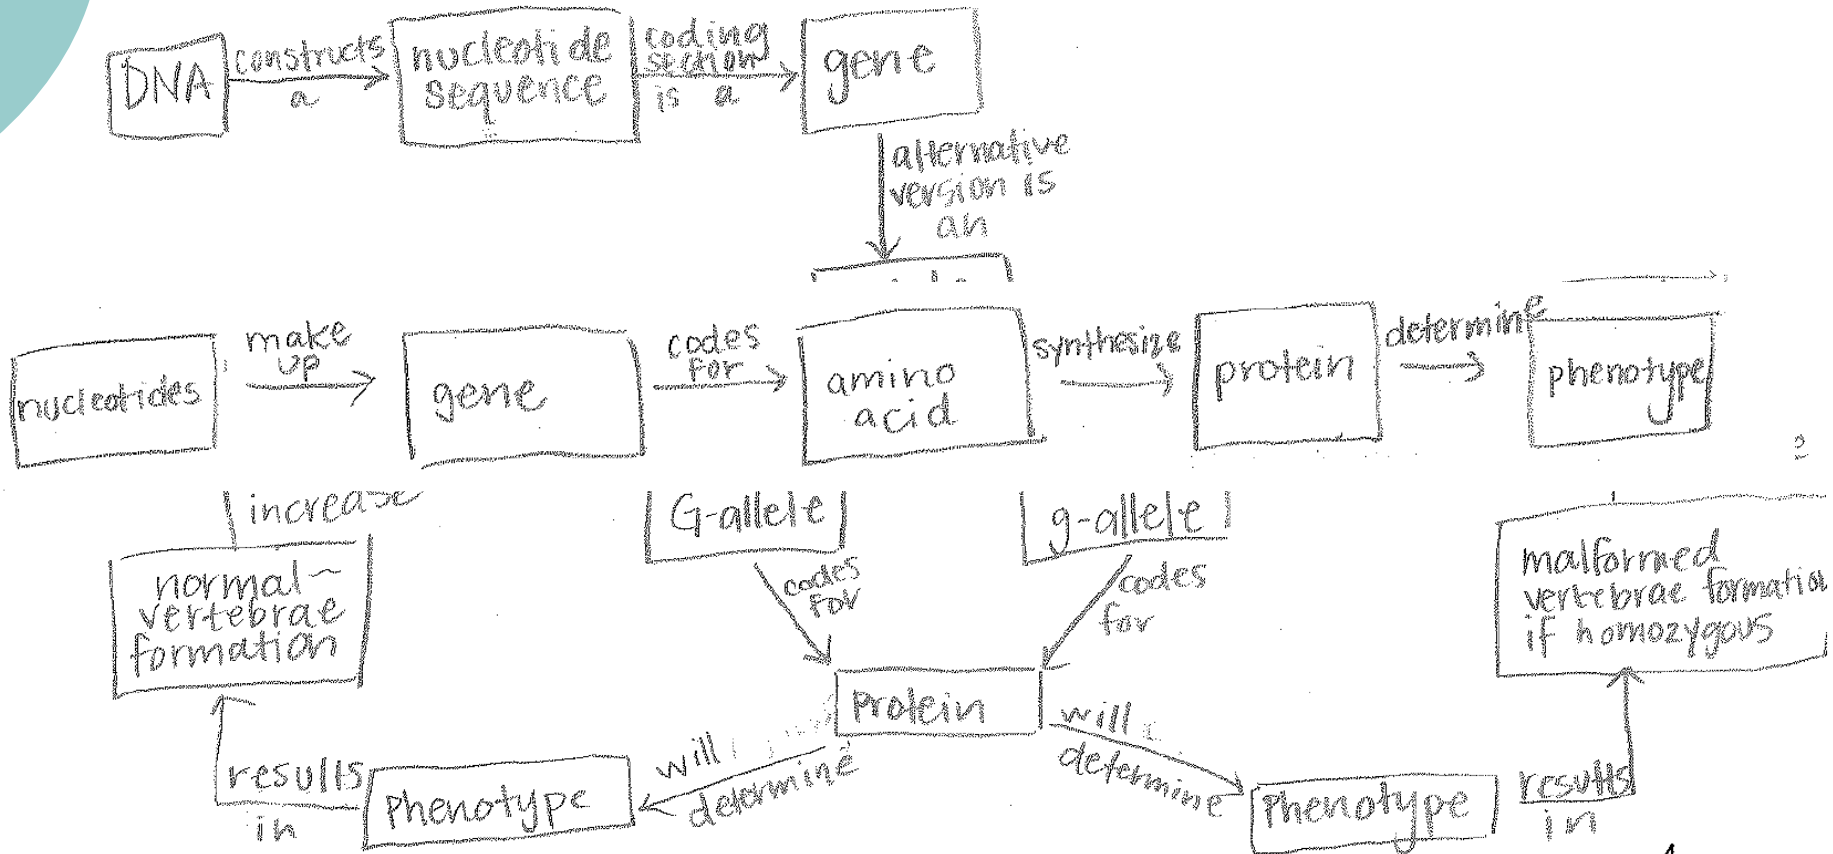 DNA
constructs
a
nucleotide
sequence
coding
section
is a
gene
alternative
version is
an
nucleotides
make
up
gene
codes
for
amino
acid
synthesize
protein
determine
phenotype
increase
normal
vertebrae
formation
G-allele
codes
for
g-allele
codes
for
malformed
vertebrae formation
if homozygous
Protein
will
determine
will
determine
results
in
Phenotype
Phenotype
results
in